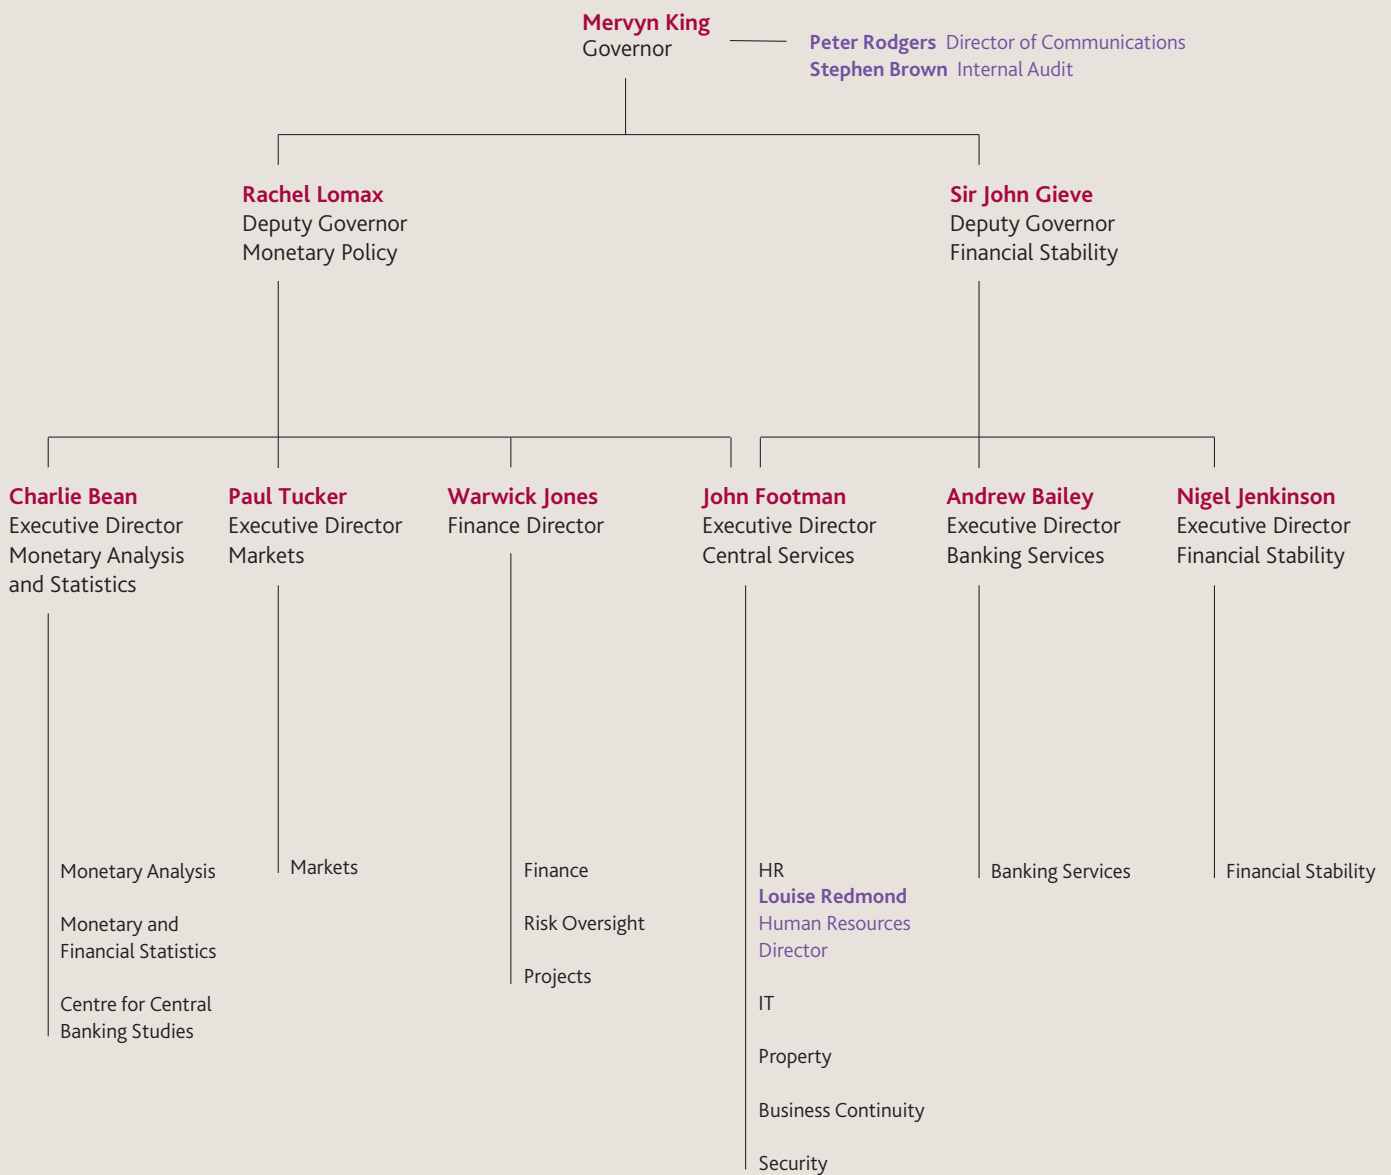 Mervyn King
Governor
Peter Rodgers Director of Communications
Stephen Brown Internal Audit
Rachel Lomax
Deputy Governor
Monetary Policy
Sir John Gieve
Deputy Governor
Financial Stability
Charlie Bean
Executive Director
Monetary Analysis
and Statistics
Paul Tucker
Executive Director
Markets
Warwick Jones
Finance Director
John Footman
Executive Director
Central Services
Andrew Bailey
Executive Director
Banking Services
Nigel Jenkinson
Executive Director
Financial Stability
Monetary Analysis
Monetary and
Financial Statistics
Centre for Central
Banking Studies
Markets
Finance
Risk Oversight
Projects
HR
Louise Redmond
Human Resources
Director
IT
Property
Business Continuity
Security
Banking Services
Financial Stability